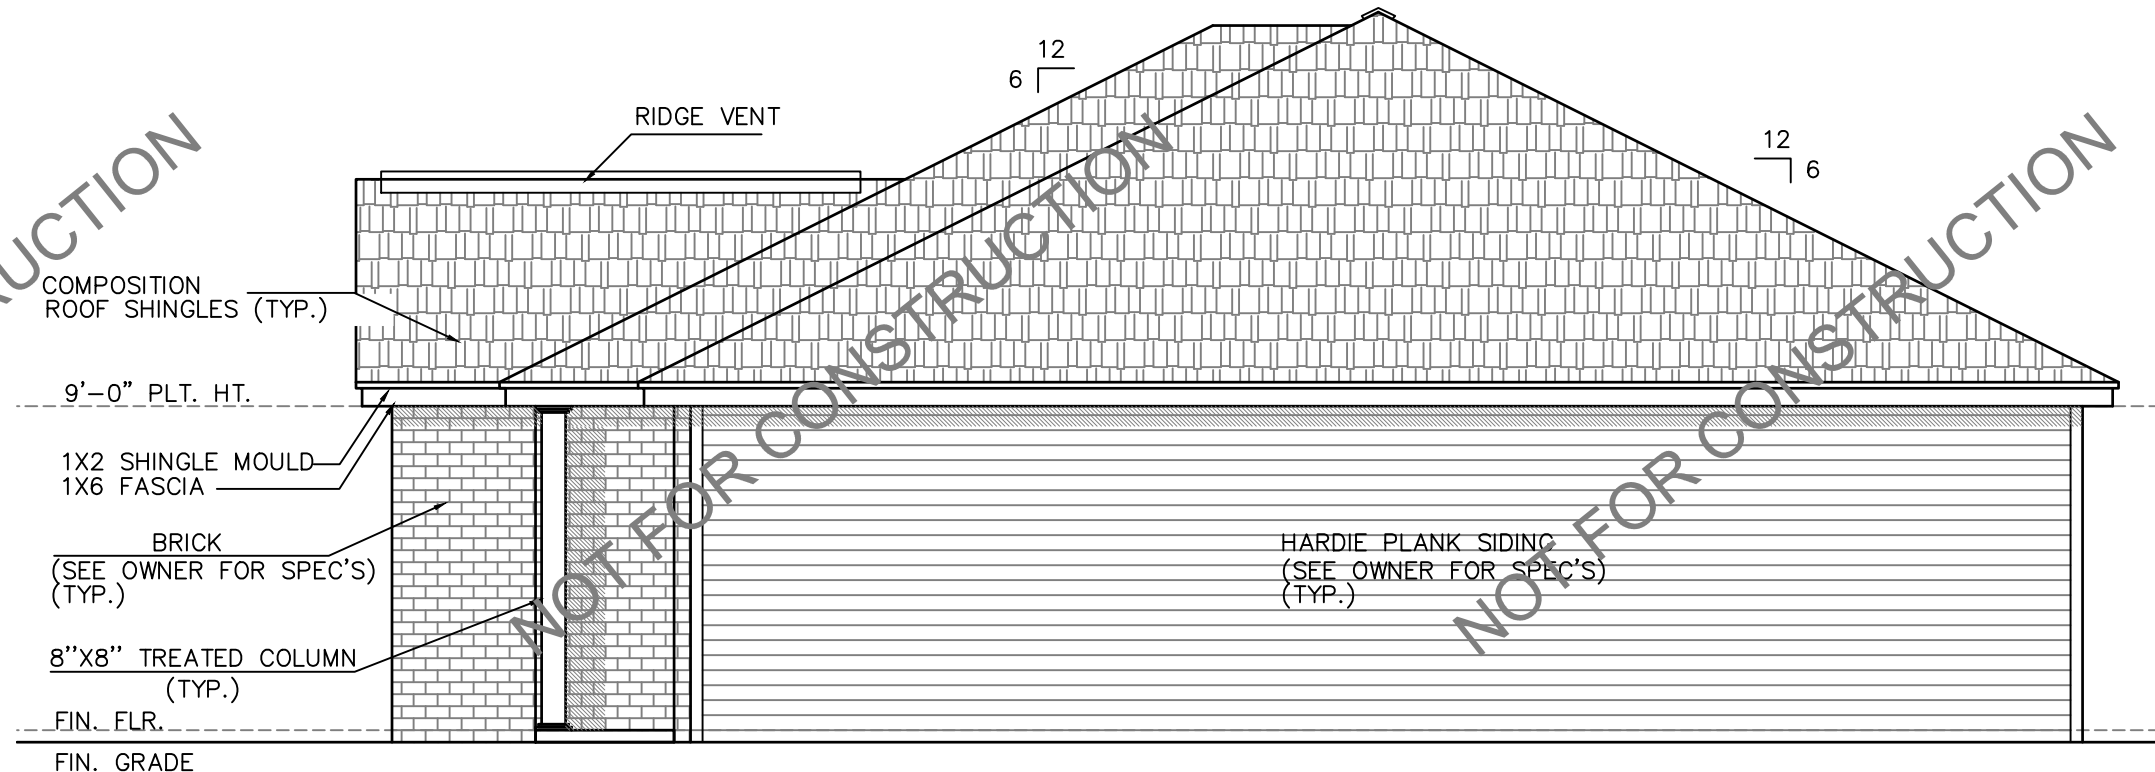 12
6
12
6
RIDGE VENT
COMPOSITION
ROOF SHINGLES (TYP.)
9'-0" PLT. HT.
1X2 SHINGLE MOULD
1X6 FASCIA
BRICK
(SEE OWNER FOR SPEC'S)
(TYP.)
8"X8" TREATED COLUMN
(TYP.)
FIN. FLR.
FIN. GRADE
HARDIE PLANK SIDING
(SEE OWNER FOR SPEC'S)
(TYP.)
RUCTION
NOT FOR CONSTRUCTION
NOT FOR CONSTRUCTION